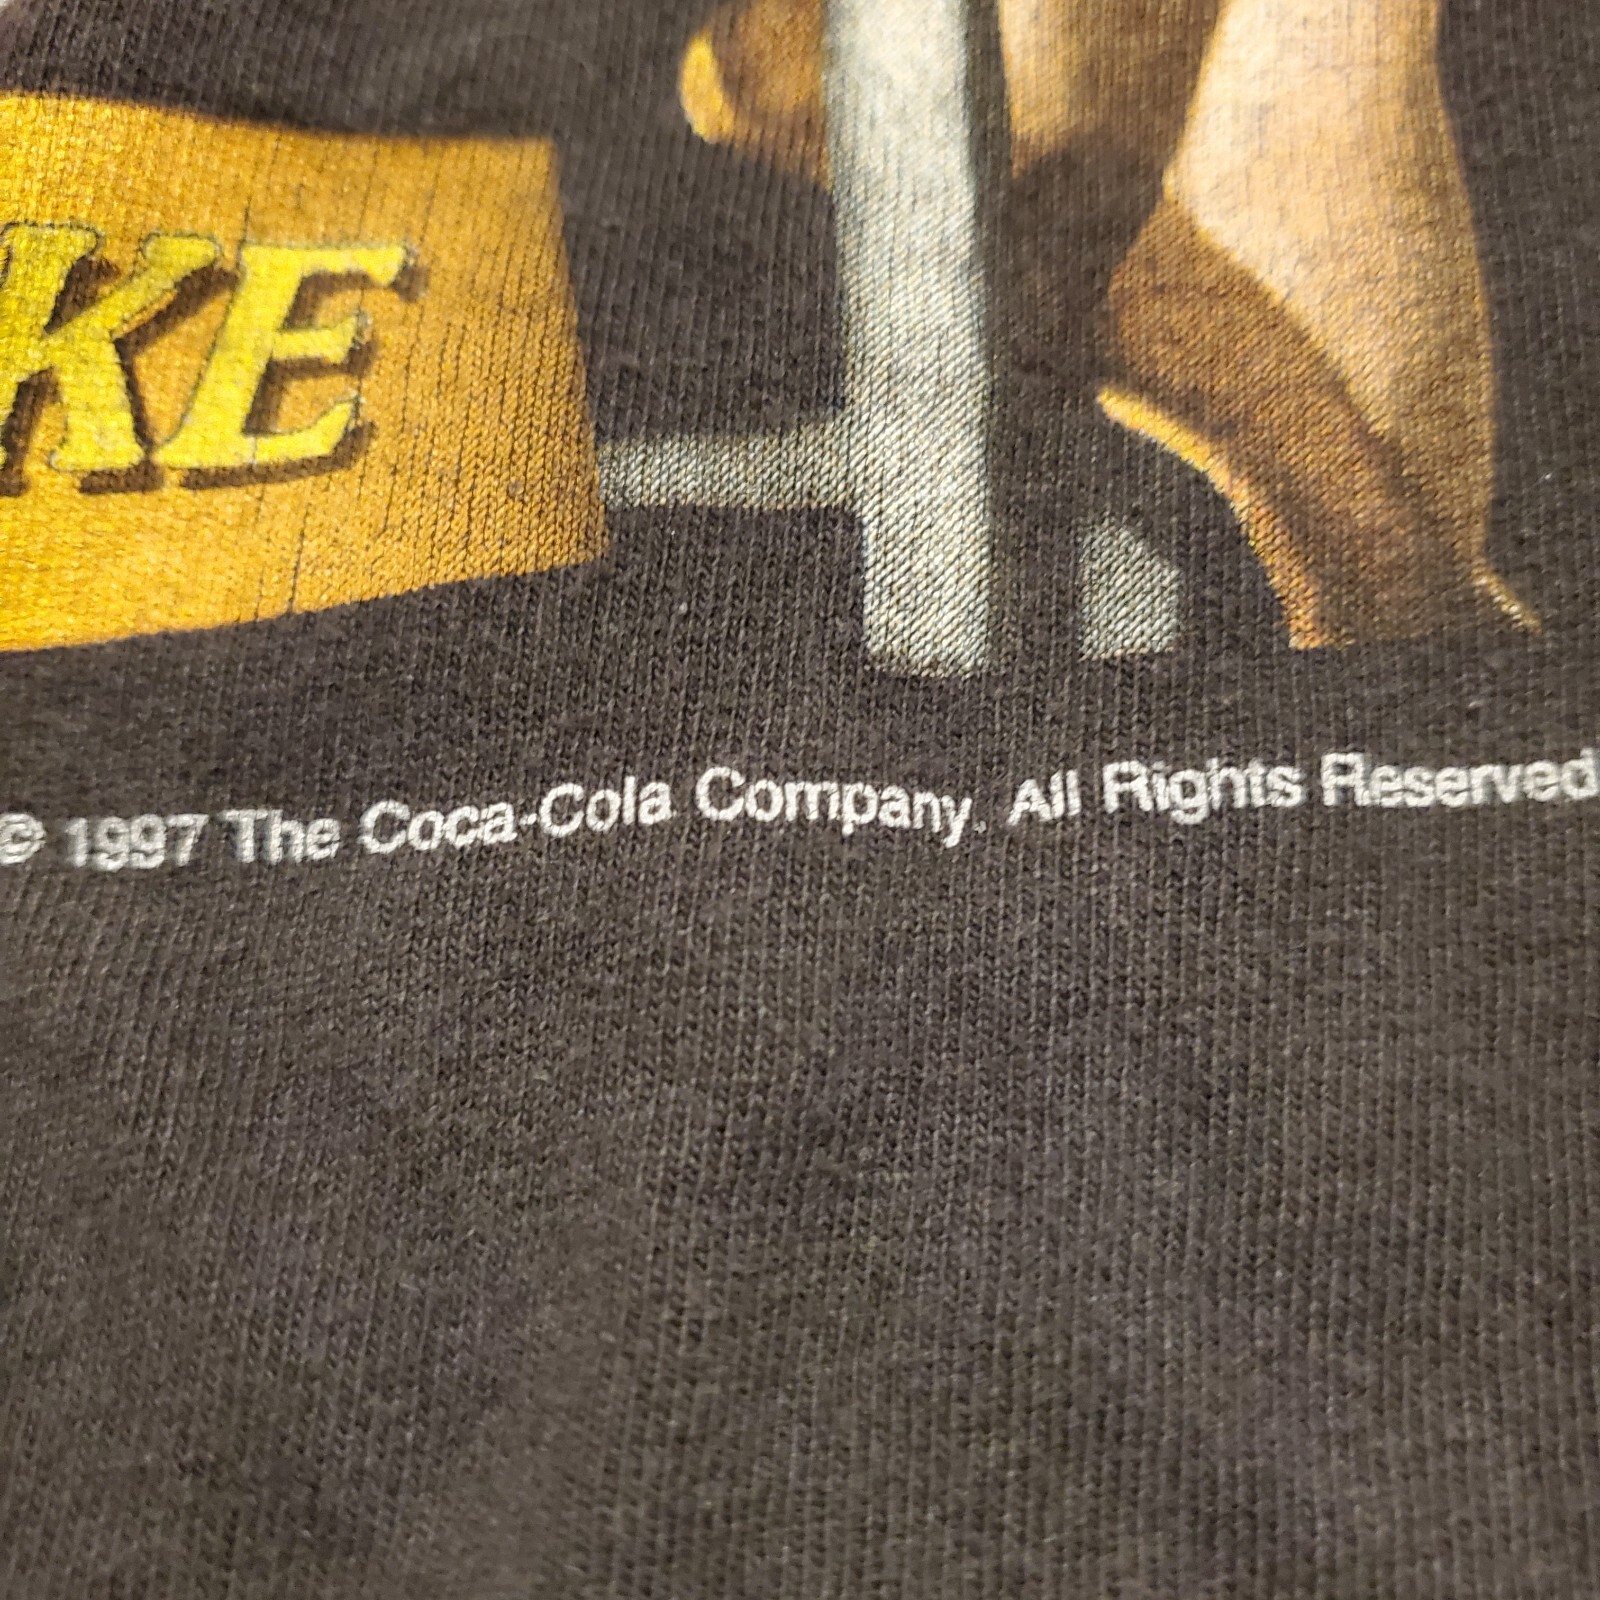 KE
© 1997 The Coca-Cola Company. All Rights Reserved